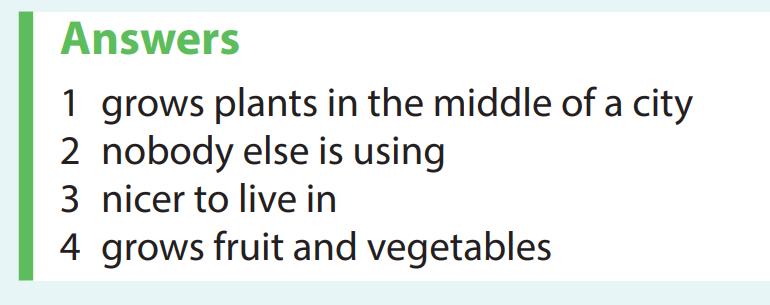 Answers
1 grows plants in the middle of a city
2 nobody else is using
3 nicer to live in
4 grows fruit and vegetables